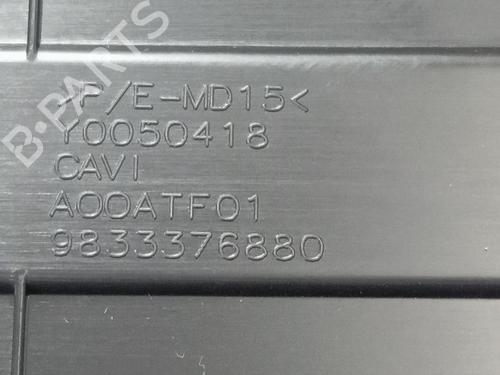 >P/E-MD15<
Y0050418
CAVI
A00ATF01
9833376880
B-PARTS